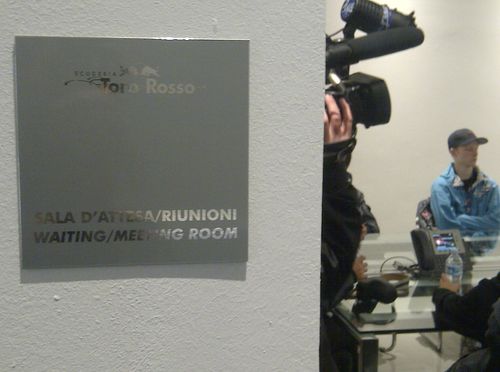 SCUDERIA
Toro Rosso
SALA D'ATTESA/RIUNIONI
WAITING/MEETING ROOM